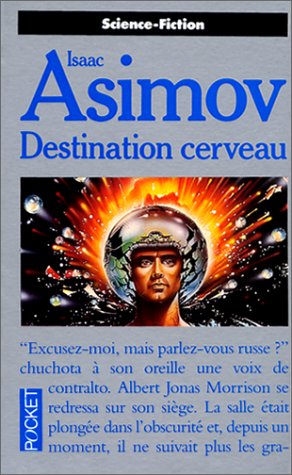 Science-Fiction
Isaac
Asimov
Destination cerveau
"Excusez-moi, mais parlez-vous russe ?"
chuchota à son oreille une voix de
contralto. Albert Jonas Morrison se
redressa sur son siège. La salle était
plongée dans l'obscurité et, depuis un
moment, il ne suivait plus les gra-
POCKET